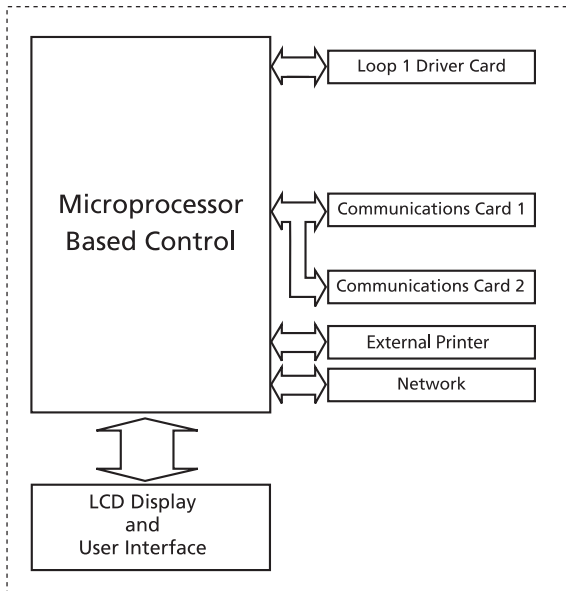 Loop 1 Driver Card
Microprocessor
Based Control
Communications Card 1
Communications Card 2
External Printer
Network
LCD Display
and
User Interface